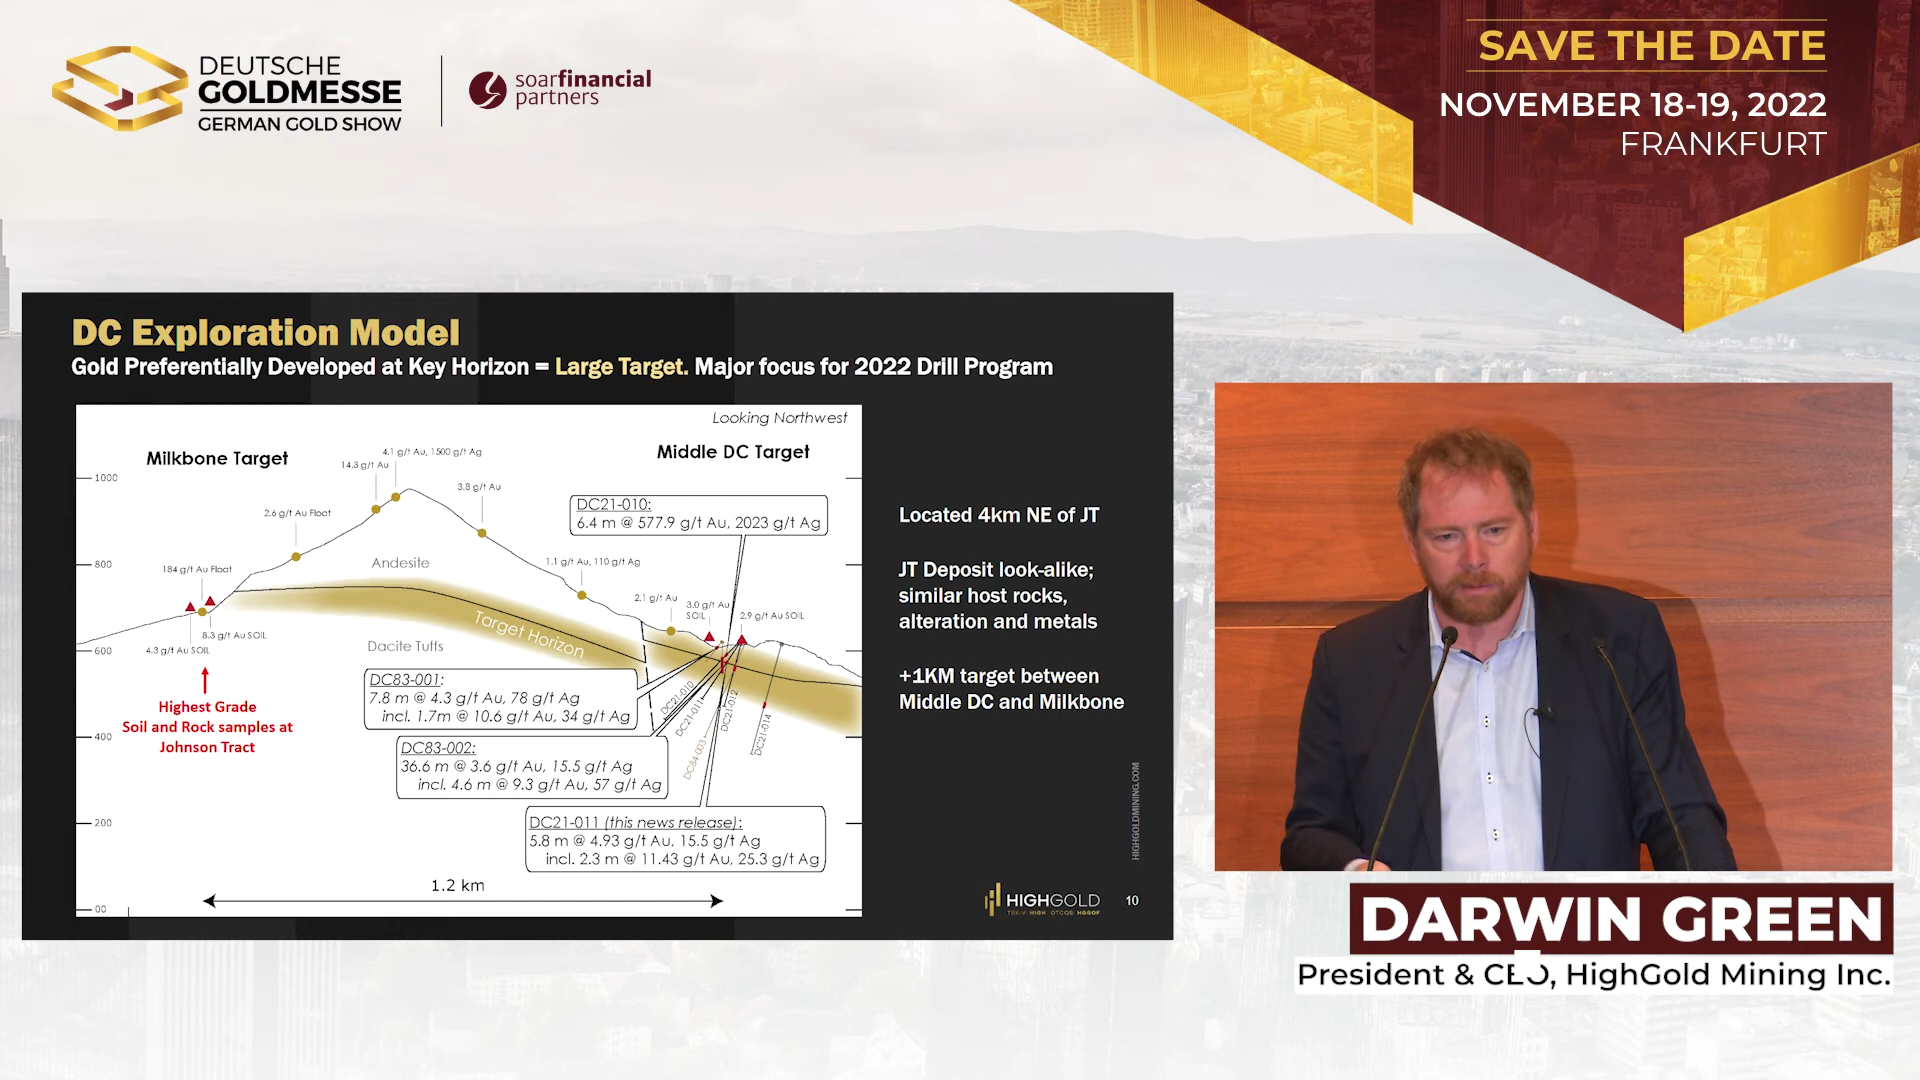 DEUTSCHE
GOLDMESSE
GERMAN GOLD SHOW
soarfinancial
partners
SAVE THE DATE
NOVEMBER 18-19, 2022
FRANKFURT
DC Exploration Model
Gold Preferentially Developed at Key Horizon = Large Target. Major focus for 2022 Drill Program
Looking Northwest
Milkbone Target
Middle DC Target
4.1 g/t Au, 1500 g/t Ag
14.3 g/t Au
3.8 g/t Au
2.6 g/t Au Float
184 g/t Au Float
8.3 g/t Au SOIL
4.3 g/t Au SOIL
1.1 g/t Au, 110 g/t Ag
2.1 g/t Au
3.0 g/t Au
SOIL
2.9 g/t Au SOIL
1000
800
600
400
200
00
Andesite
Target Horizon
Dacite Tuffs
DC21-010:
6.4 m @ 577.9 g/t Au, 2023 g/t Ag
DC83-001:
7.8 m @ 4.3 g/t Au, 78 g/t Ag
incl. 1.7m @ 10.6 g/t Au, 34 g/t Ag
DC83-002:
36.6 m @ 3.6 g/t Au, 15.5 g/t Ag
incl. 4.6 m @ 9.3 g/t Au, 57 g/t Ag
DC21-011 (this news release):
5.8 m @ 4.93 g/t Au, 15.5 g/t Ag
incl. 2.3 m @ 11.43 g/t Au, 25.3 g/t Ag
DC21-010
DC21-011
DC84-003
DC21-012
DC21-014
Highest Grade
Soil and Rock samples at
Johnson Tract
1.2 km
Located 4km NE of JT
JT Deposit look-alike;
similar host rocks,
alteration and metals
+1KM target between
Middle DC and Milkbone
HIGHGOLDMINING.COM
HIGHGOLD
TSX-V: HIGH OTCQB: HGGOF
10
DARWIN GREEN
President & CEO, HighGold Mining Inc.